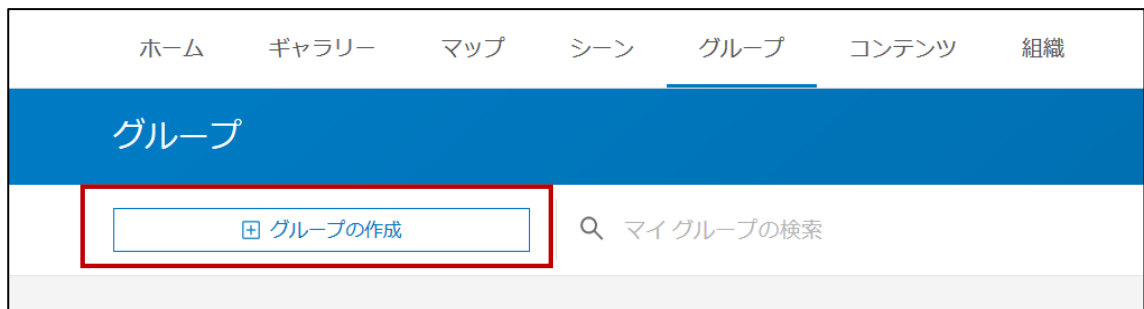 ホーム ギャラリー マップ シーン グループ コンテンツ 組織
グループ
グループの作成 マイ グループの検索